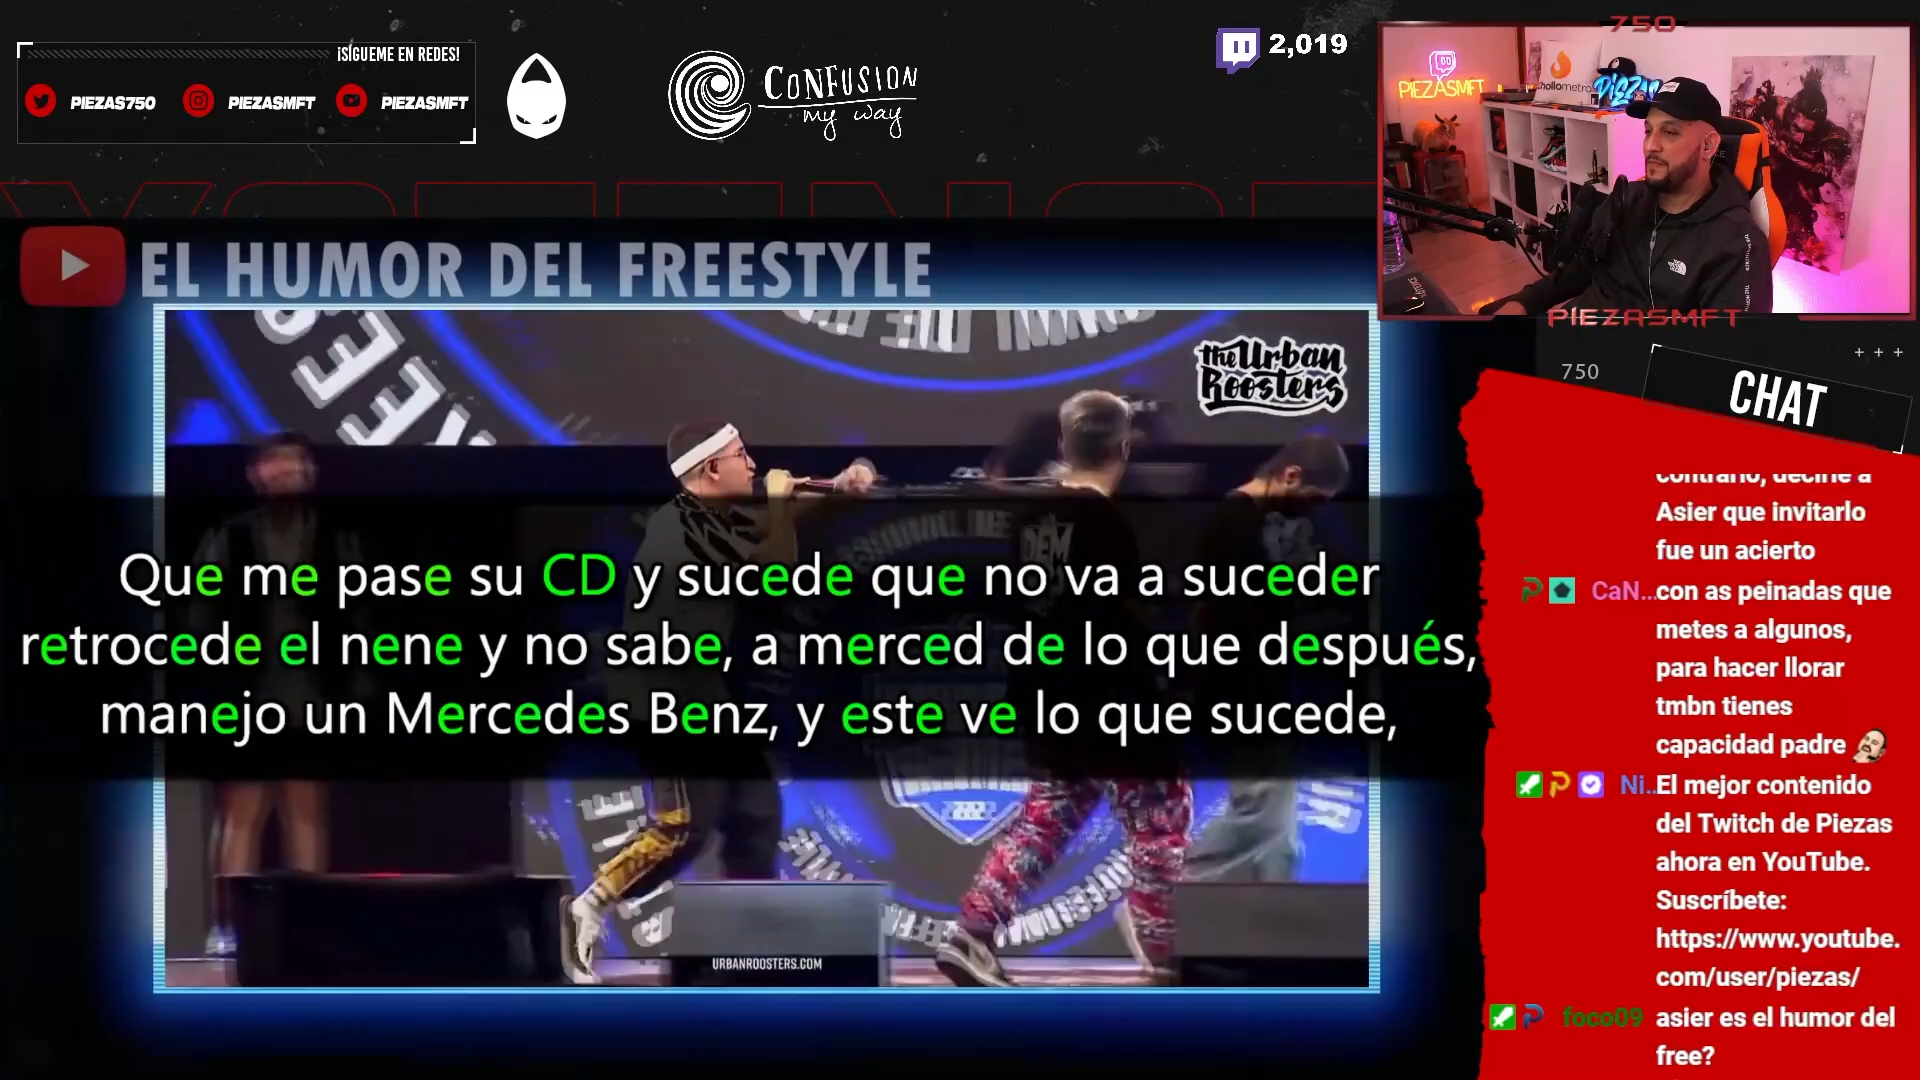 ¡SÍGUEME EN REDES!
PIEZAS750 PIEZASMFT PIEZASMFT
CONFUSION
my way
2,019
750
PIEZASMFT
chollometro
PIEZASMFT
EL HUMOR DEL FREESTYLE
the Urban
Roosters
Que me pase su CD y sucede que no va a suceder
retrocede el nene y no sabe, a merced de lo que después,
manejo un Mercedes Benz, y este ve lo que sucede,
URBANROOSTERS.COM
750
CHAT
contrario, decirle a
Asier que invitarlo
fue un acierto
CaN...con as peinadas que
metes a algunos,
para hacer llorar
tmbn tienes
capacidad padre
Ni..El mejor contenido
del Twitch de Piezas
ahora en YouTube.
Suscríbete:
https://www.youtube.
com/user/piezas/
foco09 asier es el humor del
free?